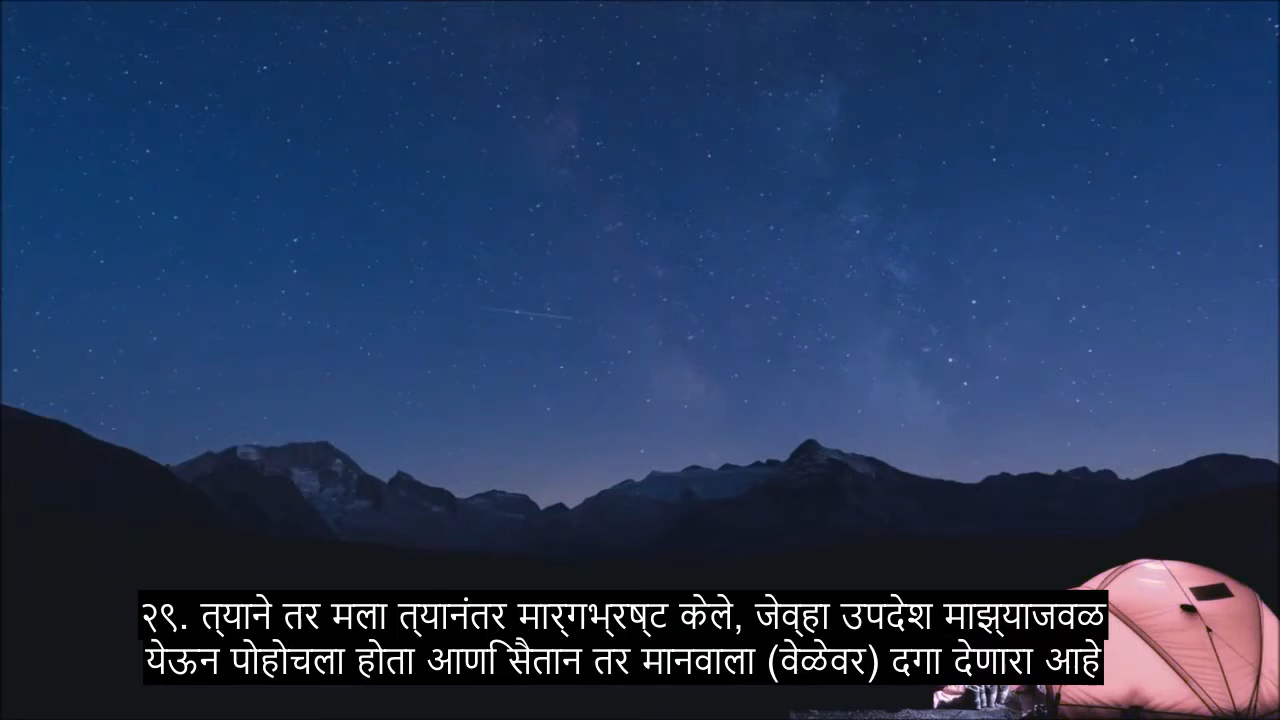 २९. त्याने तर मला त्यानंतर मार्गभ्रष्ट केले, जेव्हा उपदेश माझ्याजवळ
येऊन पोहोचला होता आणि सैतान तर मानवाला (वेळेवर) दगा देणारा आहे